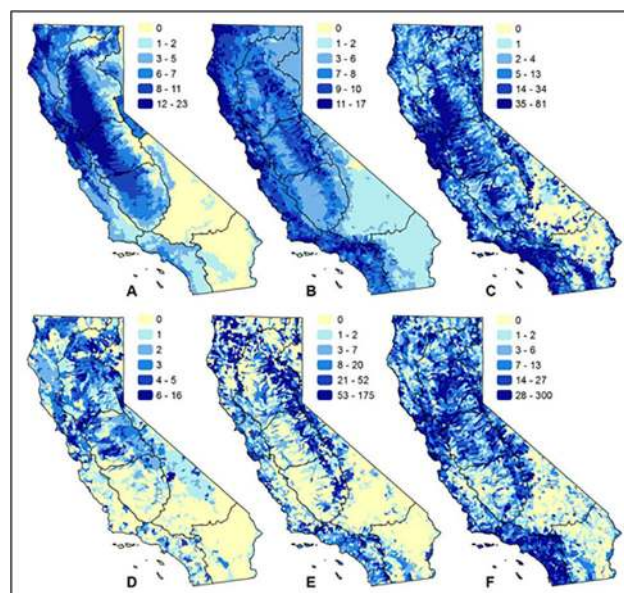 0
1 - 2
3 - 5
6 - 7
8 - 11
12 - 23
A
0
1 - 2
3 - 6
7 - 8
9 - 10
11 - 17
B
0
1
2 - 4
5 - 13
14 - 34
35 - 81
C
0
1
2
3
4 - 5
6 - 16
D
0
1 - 2
3 - 7
8 - 20
21 - 52
53 - 175
E
0
1 - 2
3 - 6
7 - 13
14 - 27
28 - 300
F